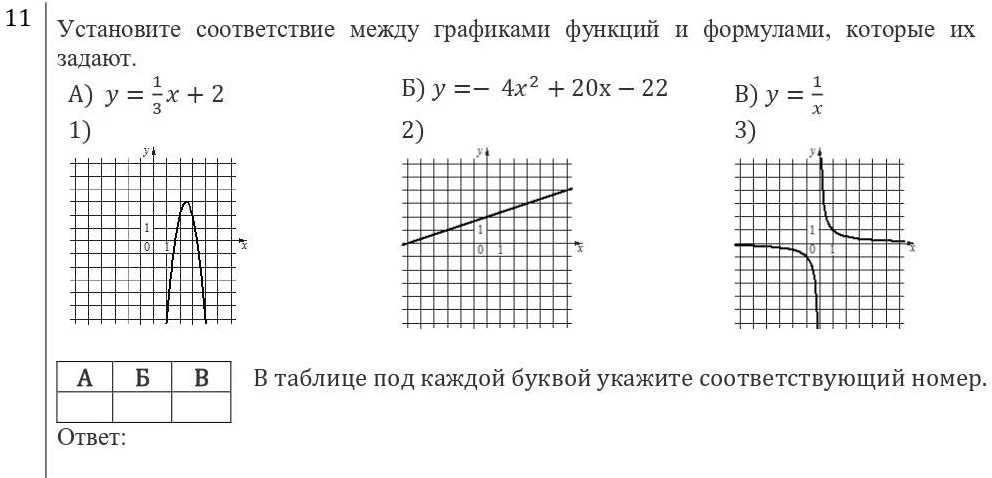 11
Установите соответствие между графиками функций и формулами, которые их
задают.
А) y = 1/3 x + 2 Б) y =− 4x² + 20x − 22 В) y = 1/x
1) 2) 3)
y y y
1 1 1
0 1 x 0 1 x 0 1 x
А Б В
В таблице под каждой буквой укажите соответствующий номер.
Ответ: